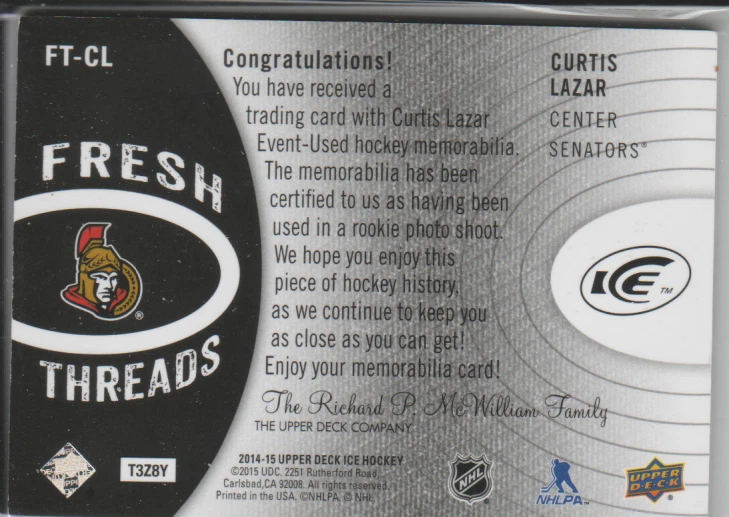 FT-CL
FRESH
THREADS
T3Z8Y
Congratulations!
You have received a
trading card with Curtis Lazar
Event-Used hockey memorabilia.
The memorabilia has been
certified to us as having been
used in a rookie photo shoot.
We hope you enjoy this
piece of hockey history,
as we continue to keep you
as close as you can get!
Enjoy your memorabilia card!
The Richard P. McWilliam Family
THE UPPER DECK COMPANY
2014-15 UPPER DECK ICE HOCKEY
©2015 UDC. 2251 Rutherford Road,
Carlsbad, CA 92008. All rights reserved.
Printed in the USA. ©NHLPA. © NHL.
CURTIS
LAZAR
CENTER
SENATORS®
ICE TM
®
NHL
NHLPA™
UPPER
DECK